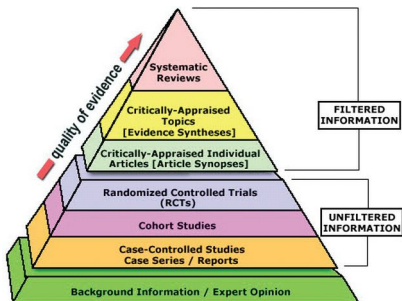 quality of evidence
Systematic
Reviews
Critically-Appraised
Topics
[Evidence Syntheses]
Critically-Appraised Individual
Articles [Article Synopses]
Randomized Controlled Trials
(RCTs)
Cohort Studies
Case-Controlled Studies
Case Series / Reports
Background Information / Expert Opinion
FILTERED
INFORMATION
UNFILTERED
INFORMATION